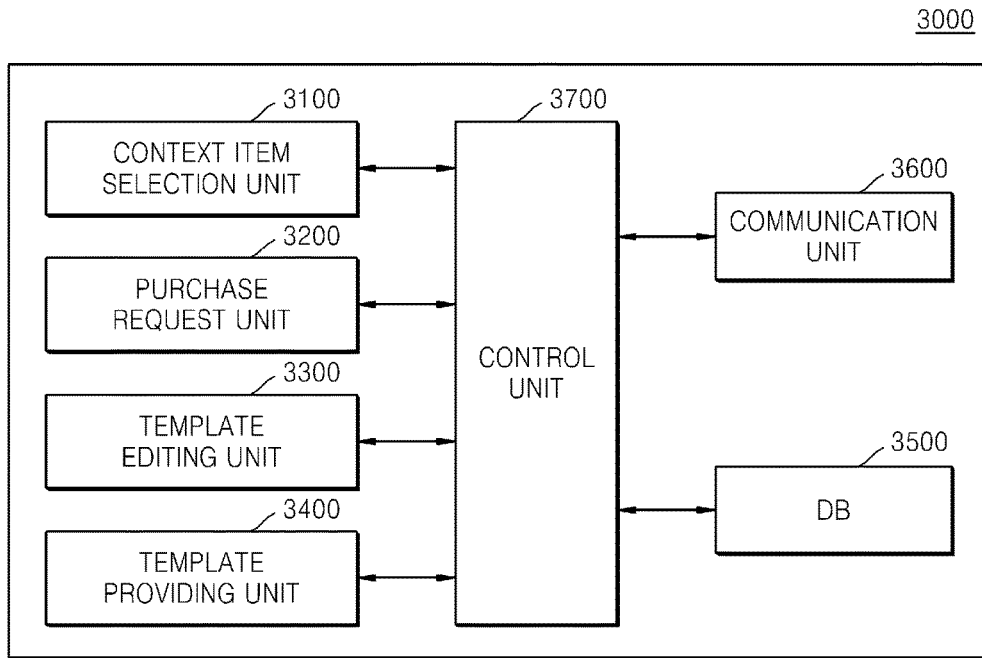 3000
3100
CONTEXT ITEM
SELECTION UNIT
3200
PURCHASE
REQUEST UNIT
3300
TEMPLATE
EDITING UNIT
3400
TEMPLATE
PROVIDING UNIT
3700
CONTROL
UNIT
3600
COMMUNICATION
UNIT
3500
DB